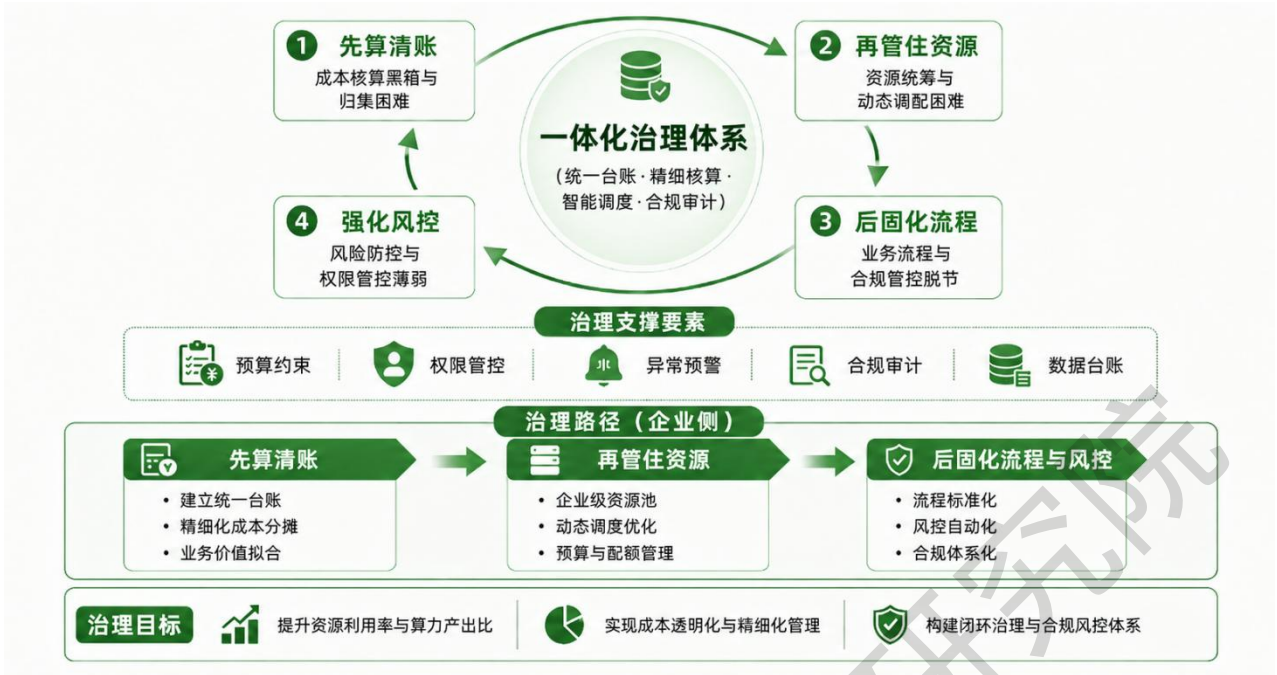 1 先算清账
成本核算黑箱与
归集困难
2 再管住资源
资源统筹与
动态调配困难
一体化治理体系
(统一台账·精细核算·
智能调度·合规审计)
4 强化风控
风险防控与
权限管控薄弱
3 后固化流程
业务流程与
合规管控脱节
治理支撑要素
预算约束
权限管控
异常预警
合规审计
数据台账
治理路径(企业侧)
先算清账
• 建立统一台账
• 精细化成本分摊
• 业务价值拟合
再管住资源
• 企业级资源池
• 动态调度优化
• 预算与配额管理
后固化流程与风控
• 流程标准化
• 风控自动化
• 合规体系化
治理目标
提升资源利用率与算力产出比
实现成本透明化与精细化管理
构建闭环治理与合规风控体系
研究院